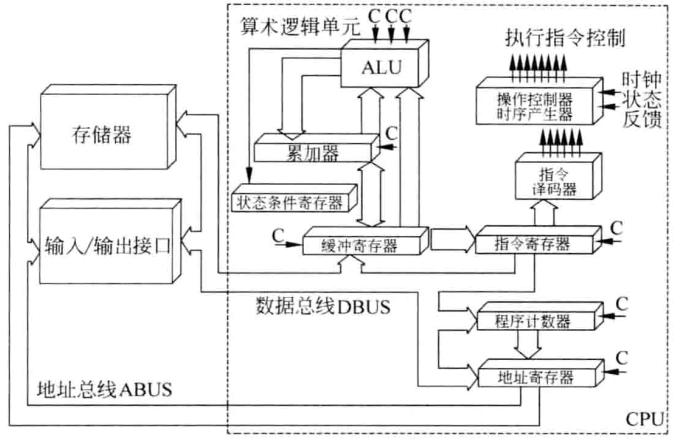 算术逻辑单元
C
CC
ALU
执行指令控制
操作控制器
时序产生器
时钟
状态
反馈
存储器
累加器
C
指令
译码器
状态条件寄存器
输入/输出接口
C
缓冲寄存器
指令寄存器
C
数据总线DBUS
程序计数器
C
地址寄存器
C
地址总线ABUS
CPU